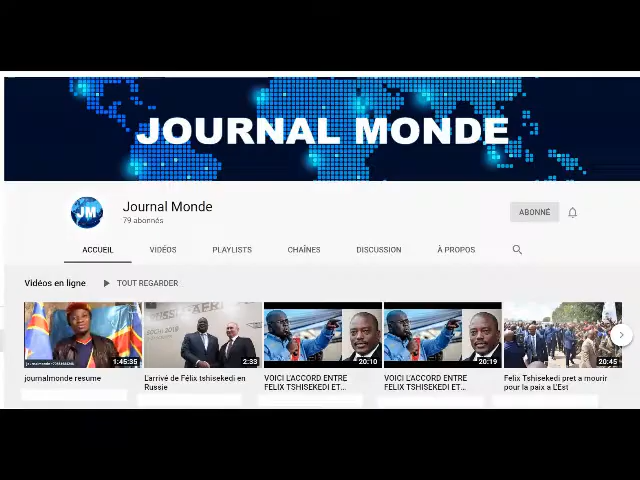 JOURNAL MONDE
JM
Journal Monde
79 abonnés
ABONNÉ
ACCUEIL VIDÉOS PLAYLISTS CHAÎNES DISCUSSION À PROPOS
Vidéos en ligne TOUT REGARDER
SOCHI 2019
1:45:35 2:33 20:10 20:19 20:45
journalmonde resume
L'arrivé de Félix tshisekedi en
Russie
VOICI L'ACCORD ENTRE
FELIX TSHISEKEDI ET...
VOICI L'ACCORD ENTRE
FELIX TSHISEKEDI ET...
Felix Tshisekedi pret a mourir
pour la paix a L'Est